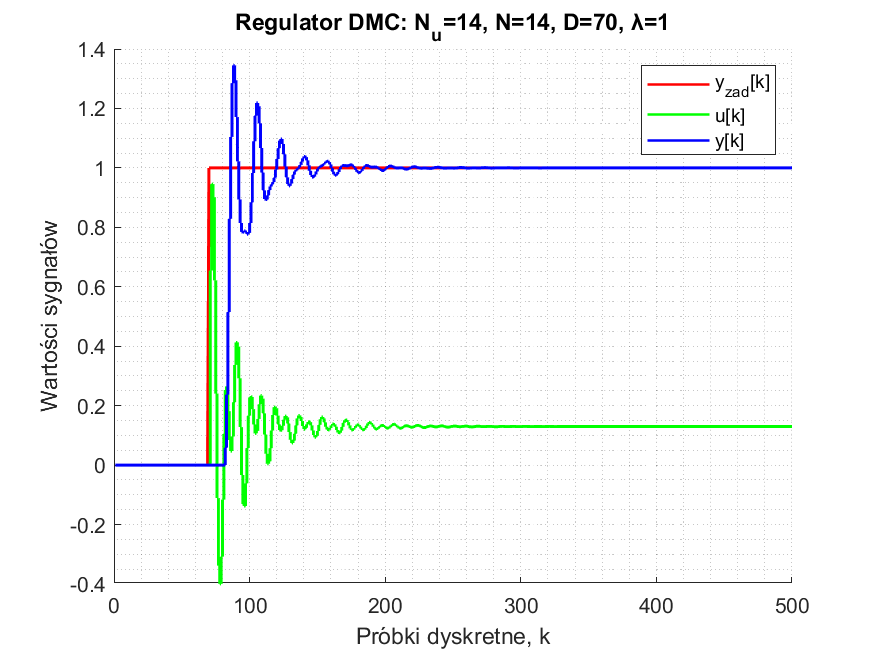 Regulator DMC: Nu=14, N=14, D=70, λ=1
1.4
1.2
1
0.8
0.6
0.4
0.2
0
-0.2
-0.4
Wartości sygnałów
yzad[k]
u[k]
y[k]
0
100
200
300
400
500
Próbki dyskretne, k